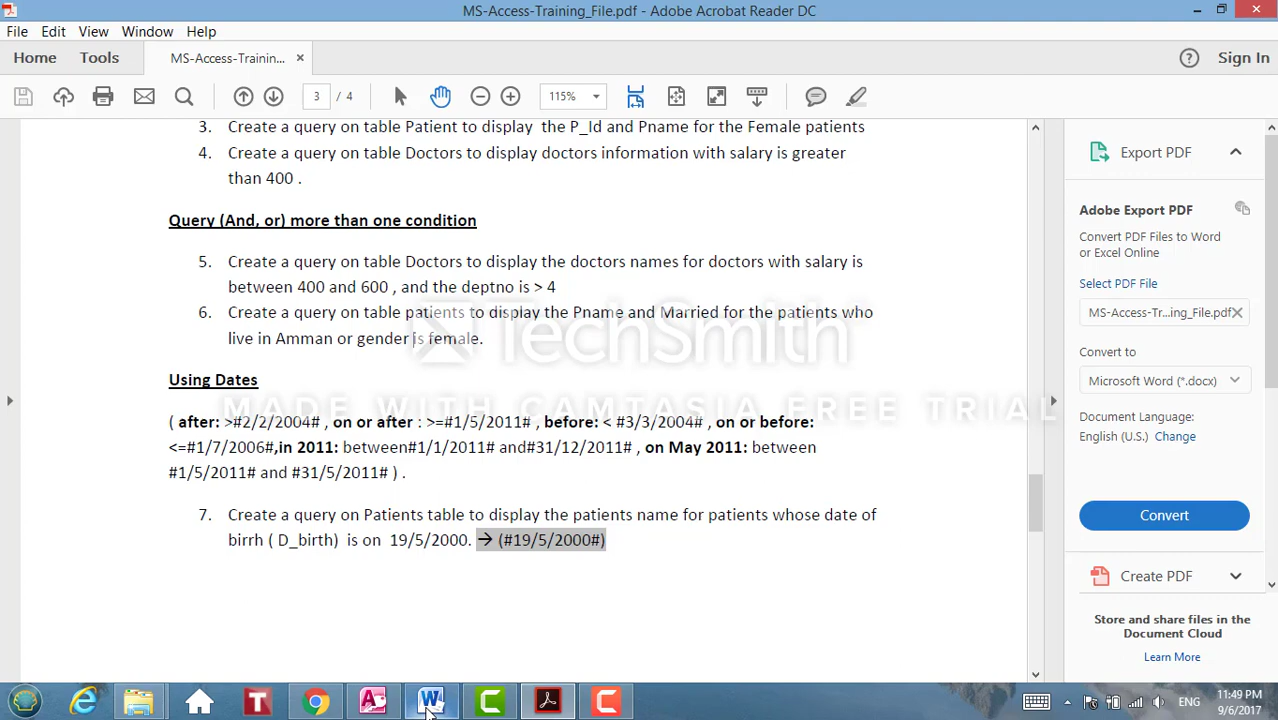 MS-Access-Training_File.pdf - Adobe Acrobat Reader DC
File Edit View Window Help
Home Tools MS-Access-Trainin... × Sign In
3 / 4 115%
3. Create a query on table Patient to display the P_Id and Pname for the Female patients
4. Create a query on table Doctors to display doctors information with salary is greater
than 400 .
Query (And, or) more than one condition
5. Create a query on table Doctors to display the doctors names for doctors with salary is
between 400 and 600 , and the deptno is > 4
6. Create a query on table patients to display the Pname and Married for the patients who
live in Amman or gender is female.
TechSmith
MADE WITH CAMTASIA FREE TRIAL
Using Dates
( after: >#2/2/2004# , on or after : >=#1/5/2011# , before: < #3/3/2004# , on or before:
<=#1/7/2006#,in 2011: between#1/1/2011# and#31/12/2011# , on May 2011: between
#1/5/2011# and #31/5/2011# ) .
7. Create a query on Patients table to display the patients name for patients whose date of
birrh ( D_birth) is on 19/5/2000. → (#19/5/2000#)
Export PDF
Adobe Export PDF
Convert PDF Files to Word
or Excel Online
Select PDF File
MS-Access-Tr...ing_File.pdf ×
Convert to
Microsoft Word (*.docx)
Document Language:
English (U.S.) Change
Convert
Create PDF
Store and share files in the
Document Cloud
Learn More
ENG
11:49 PM
9/6/2017